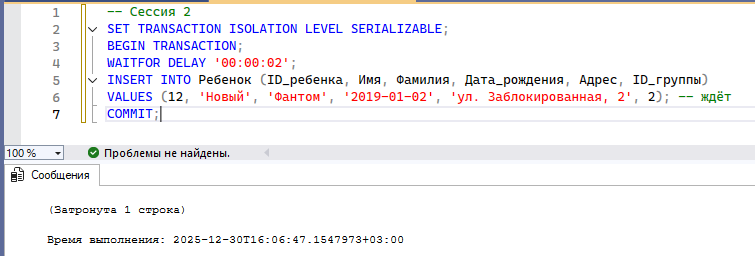 1 -- Сессия 2
2 SET TRANSACTION ISOLATION LEVEL SERIALIZABLE;
3 BEGIN TRANSACTION;
4 WAITFOR DELAY '00:00:02';
5 INSERT INTO Ребенок (ID_ребенка, Имя, Фамилия, Дата_рождения, Адрес, ID_группы)
6 VALUES (12, 'Новый', 'Фантом', '2019-01-02', 'ул. Заблокированная, 2', 2); -- ждёт
7 COMMIT;
100 % Проблемы не найдены.
Сообщения
(Затронута 1 строка)
Время выполнения: 2025-12-30T16:06:47.1547973+03:00